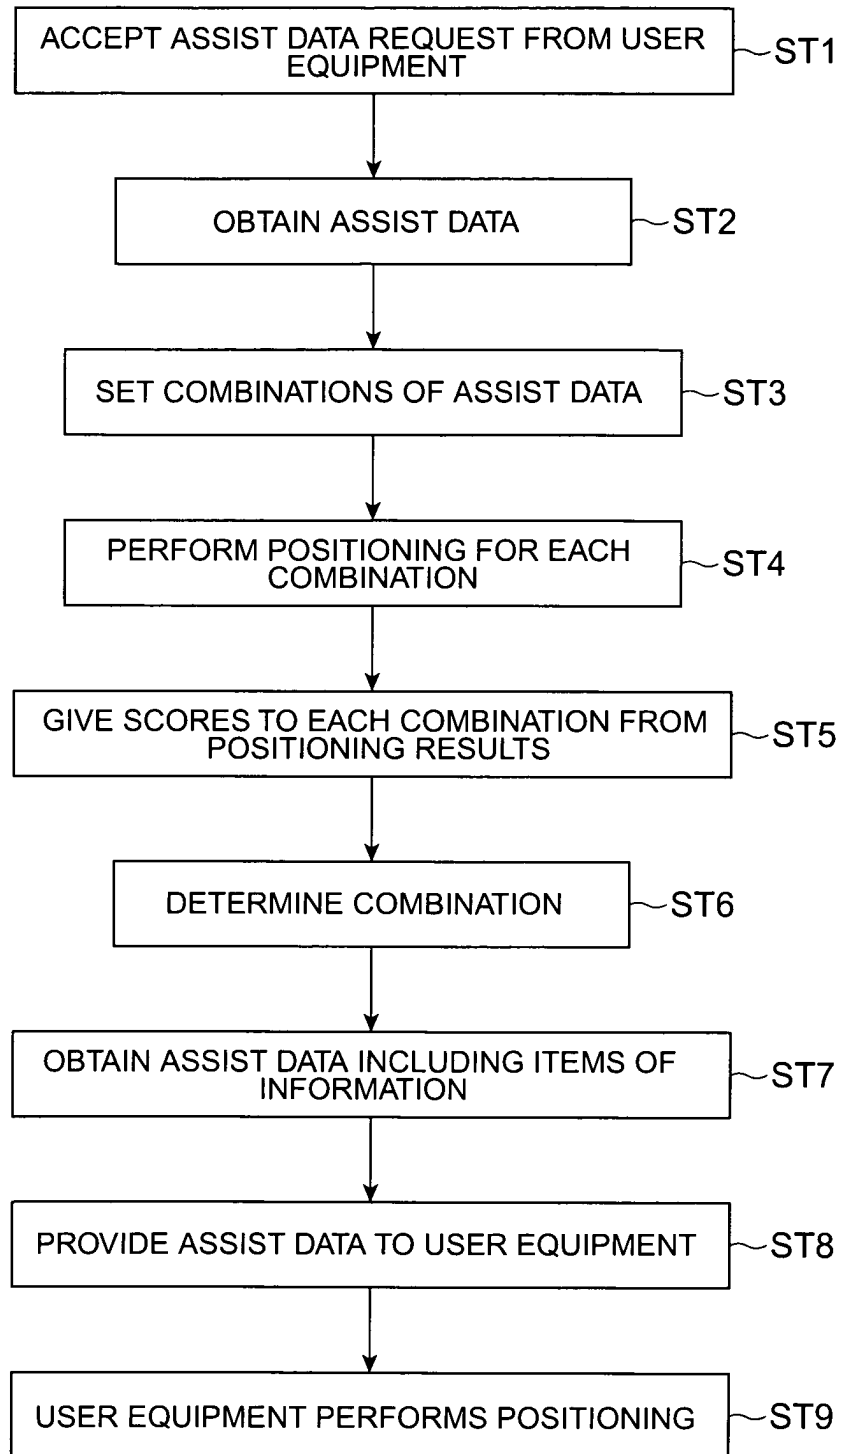 ACCEPT ASSIST DATA REQUEST FROM USER
EQUIPMENT
ST1
OBTAIN ASSIST DATA
ST2
SET COMBINATIONS OF ASSIST DATA
ST3
PERFORM POSITIONING FOR EACH
COMBINATION
ST4
GIVE SCORES TO EACH COMBINATION FROM
POSITIONING RESULTS
ST5
DETERMINE COMBINATION
ST6
OBTAIN ASSIST DATA INCLUDING ITEMS OF
INFORMATION
ST7
PROVIDE ASSIST DATA TO USER EQUIPMENT
ST8
USER EQUIPMENT PERFORMS POSITIONING
ST9